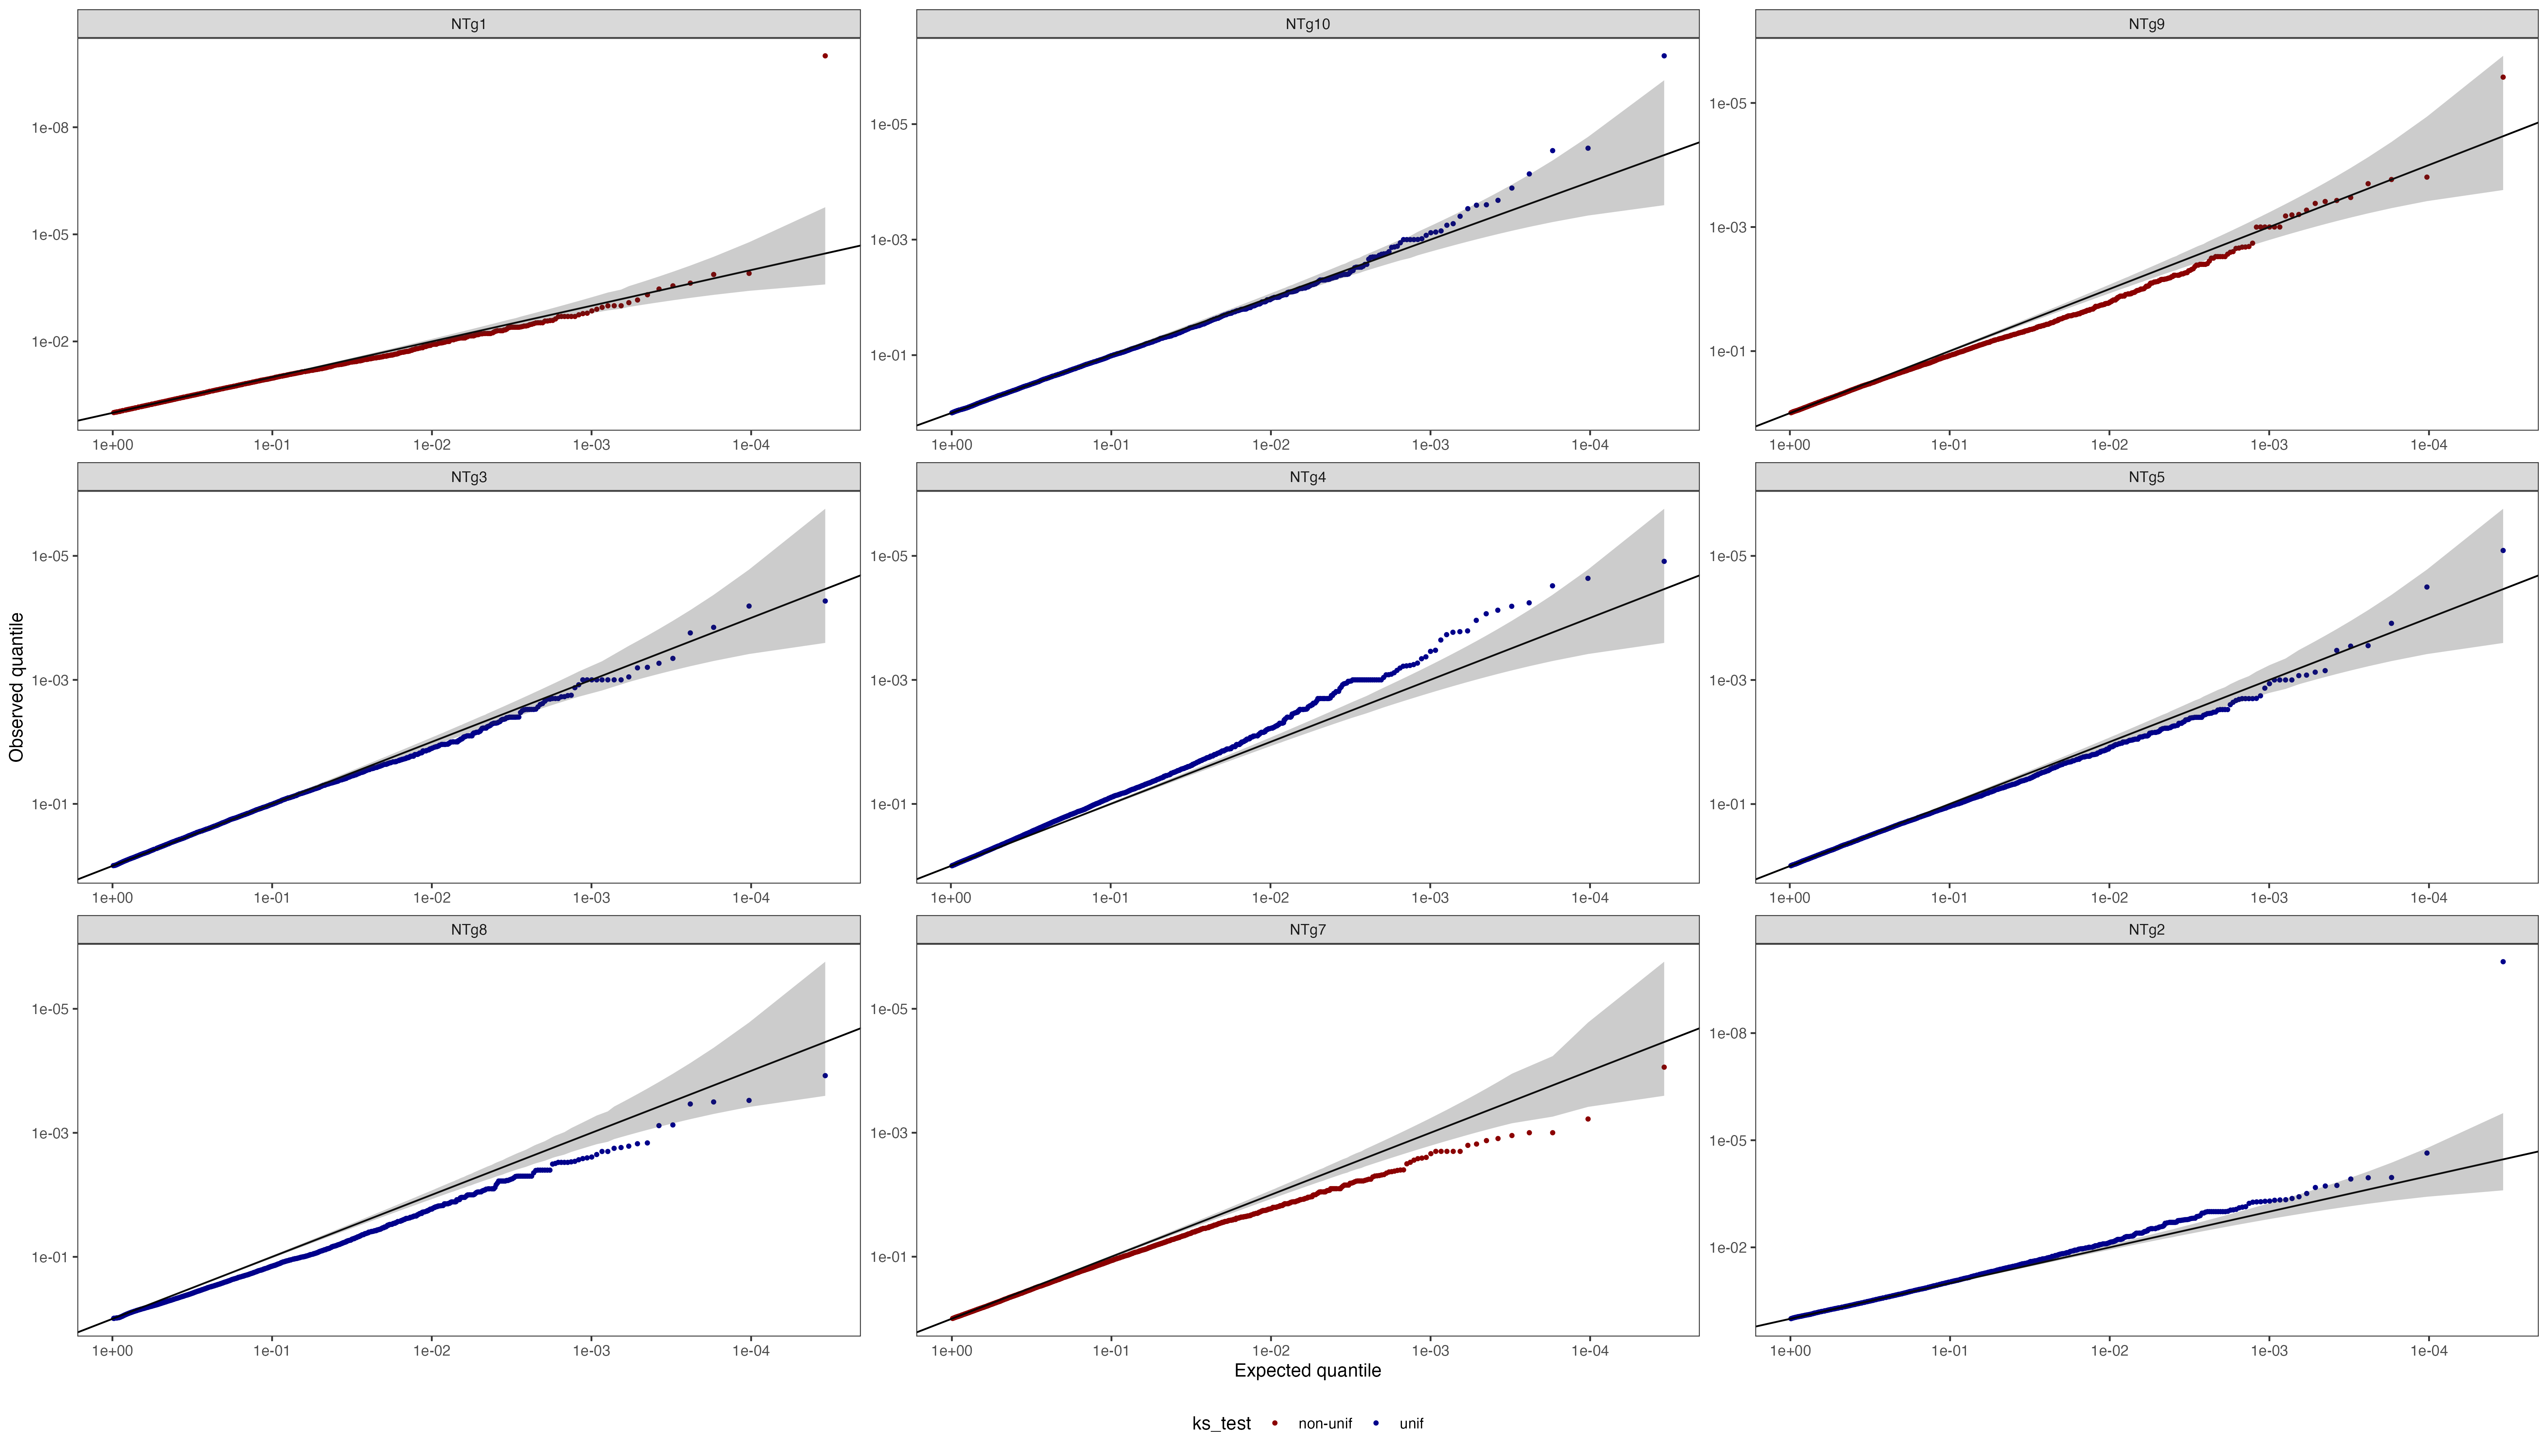 NTg1 NTg10 NTg9
1e-08 1e-05 1e-05
1e-05 1e-03 1e-03
1e-02 1e-01 1e-01
1e+00 1e-01 1e-02 1e-03 1e-04 1e+00 1e-01 1e-02 1e-03 1e-04 1e+00 1e-01 1e-02 1e-03 1e-04
NTg3 NTg4 NTg5
1e-05 1e-05 1e-05
1e-03 1e-03 1e-03
1e-01 1e-01 1e-01
Observed quantile
1e+00 1e-01 1e-02 1e-03 1e-04 1e+00 1e-01 1e-02 1e-03 1e-04 1e+00 1e-01 1e-02 1e-03 1e-04
NTg8 NTg7 NTg2
1e-05 1e-05 1e-08
1e-03 1e-03 1e-05
1e-01 1e-01 1e-02
1e+00 1e-01 1e-02 1e-03 1e-04 1e+00 1e-01 1e-02 1e-03 1e-04 1e+00 1e-01 1e-02 1e-03 1e-04
Expected quantile
ks_test non-unif unif